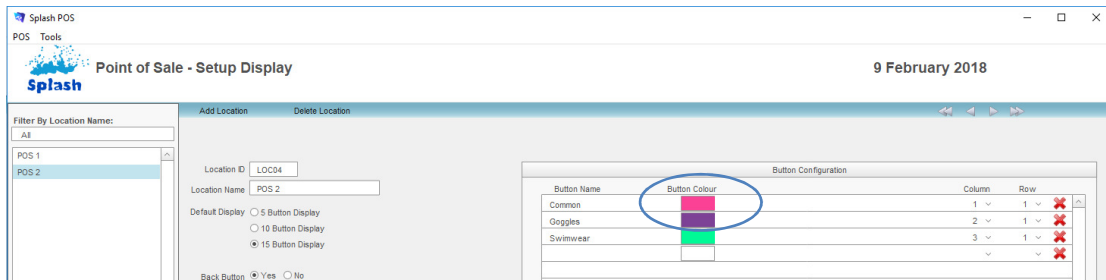 Splash POS
POS Tools
Splash
Point of Sale - Setup Display
9 February 2018
Add Location Delete Location
Filter By Location Name:
All
POS 1
POS 2
Location ID LOC04
Location Name POS 2
Default Display 5 Button Display
10 Button Display
15 Button Display
Back Button Yes No
Button Configuration
Button Name Button Colour Column Row
Common 1 1
Goggles 2 1
Swimwear 3 1